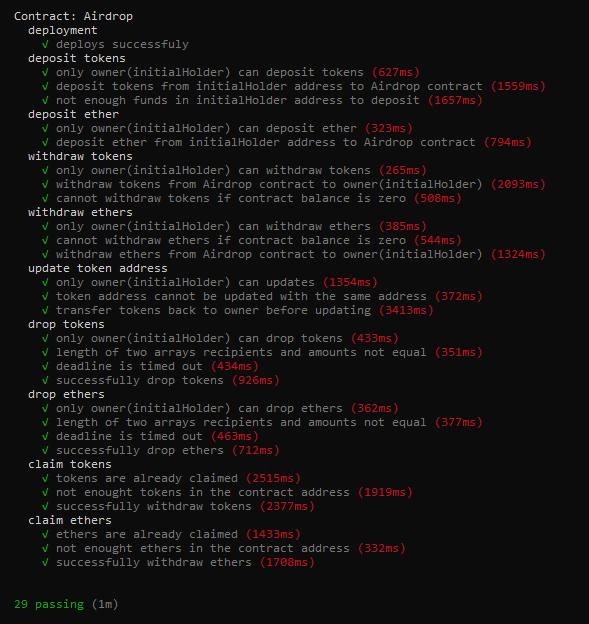 Contract: Airdrop
deployment
√ deploys successfuly
deposit tokens
√ only owner(initialHolder) can deposit tokens (627ms)
√ deposit tokens from initialHolder address to Airdrop contract (1559ms)
√ not enough funds in initialHolder address to deposit (1657ms)
deposit ether
√ only owner(initialHolder) can deposit ether (323ms)
√ deposit ether from initialHolder address to Airdrop contract (794ms)
withdraw tokens
√ only owner(initialHolder) can withdraw tokens (265ms)
√ withdraw tokens from Airdrop contract to owner(initialHolder) (2093ms)
√ cannot withdraw tokens if contract balance is zero (508ms)
withdraw ethers
√ only owner(initialHolder) can withdraw ethers (385ms)
√ cannot withdraw ethers if contract balance is zero (544ms)
√ withdraw ethers from Airdrop contract to owner(initialHolder) (1324ms)
update token address
√ only owner(initialHolder) can updates (1354ms)
√ token address cannot be updated with the same address (372ms)
√ transfer tokens back to owner before updating (3413ms)
drop tokens
√ only owner(initialHolder) can drop tokens (433ms)
√ length of two arrays recipients and amounts not equal (351ms)
√ deadline is timed out (434ms)
√ successfully drop tokens (926ms)
drop ethers
√ only owner(initialHolder) can drop ethers (362ms)
√ length of two arrays recipients and amounts not equal (377ms)
√ deadline is timed out (463ms)
√ successfully drop ethers (712ms)
claim tokens
√ tokens are already claimed (2515ms)
√ not enought tokens in the contract address (1919ms)
√ successfully withdraw tokens (2377ms)
claim ethers
√ ethers are already claimed (1433ms)
√ not enought ethers in the contract address (332ms)
√ successfully withdraw ethers (1708ms)
29 passing (1m)